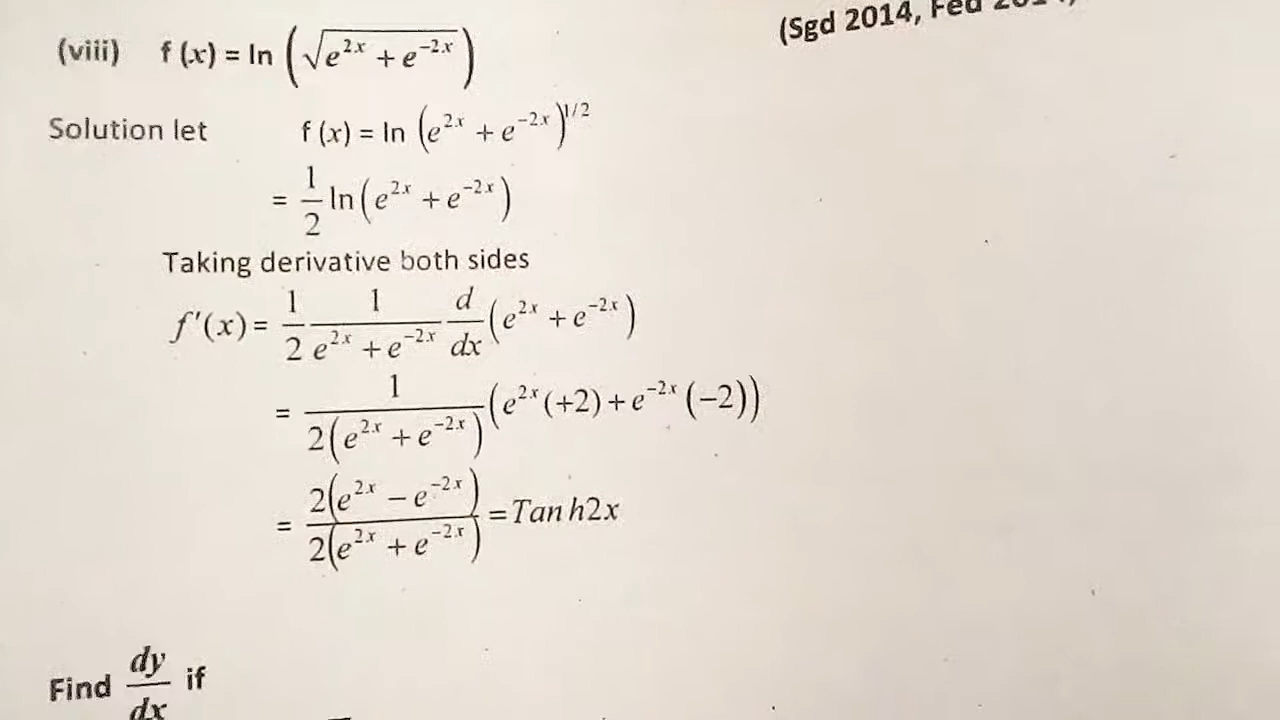 (Sgd 2014, Fed
(viii) f (x) = ln (√e^{2x} + e^{-2x})
Solution let f (x) = ln (e^{2x} + e^{-2x})^{1/2}
= 1/2 ln (e^{2x} + e^{-2x})
Taking derivative both sides
f'(x) = 1/2 1/(e^{2x} + e^{-2x}) d/dx (e^{2x} + e^{-2x})
= 1/(2(e^{2x} + e^{-2x})) (e^{2x} (+2) + e^{-2x} (-2))
= 2(e^{2x} - e^{-2x})/2(e^{2x} + e^{-2x}) = Tan h2x
Find dy/dx if